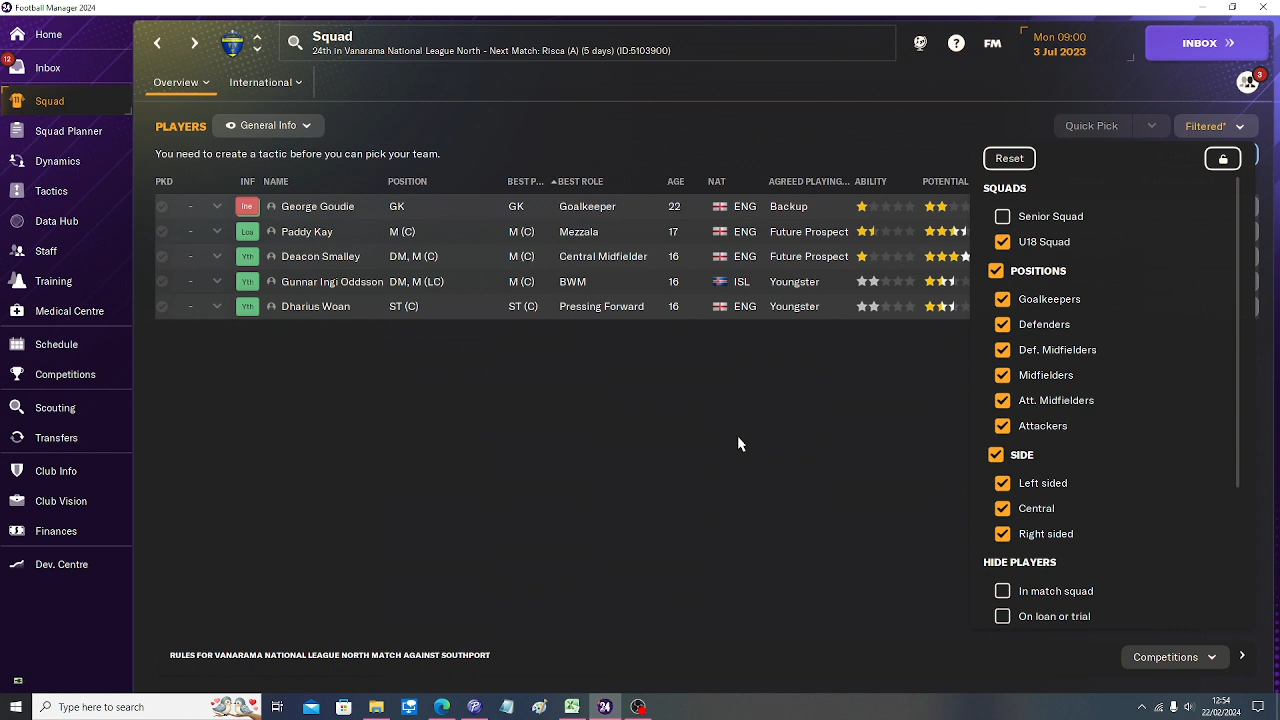 24 Football Manager 2024
Home
12
Inbox
Squad
Squad Planner
Dynamics
Tactics
Data Hub
Staff
Training
Medical Centre
Schedule
Competitions
Scouting
Transfers
Club Info
Club Vision
Finances
Dev. Centre
Squad
24th in Vanarama National League North - Next Match: Risca (A) (5 days) (ID:5103900)
? FM
Mon 09:00
3 Jul 2023
INBOX
Overview International
3
PLAYERS General Info
Quick Pick Filtered*
You need to create a tactic before you can pick your team.
PKD INF NAME POSITION BEST P... BEST ROLE AGE NAT AGREED PLAYING... ABILITY POTENTIAL
- Ine George Goudie GK GK Goalkeeper 22 ENG Backup
- Loa Paddy Kay M (C) M (C) Mezzala 17 ENG Future Prospect
- Yth Deacon Smalley DM, M (C) M (C) Central Midfielder 16 ENG Future Prospect
- Yth Gunnar Ingi Oddsson DM, M (LC) M (C) BWM 16 ISL Youngster
- Yth Dhtrius Woan ST (C) ST (C) Pressing Forward 16 ENG Youngster
Reset
SQUADS
Senior Squad
U18 Squad
POSITIONS
Goalkeepers
Defenders
Def. Midfielders
Midfielders
Att. Midfielders
Attackers
SIDE
Left sided
Central
Right sided
HIDE PLAYERS
In match squad
On loan or trial
RULES FOR VANARAMA NATIONAL LEAGUE NORTH MATCH AGAINST SOUTHPORT
Competitions
Type here to search
24
12:54
22/02/2024